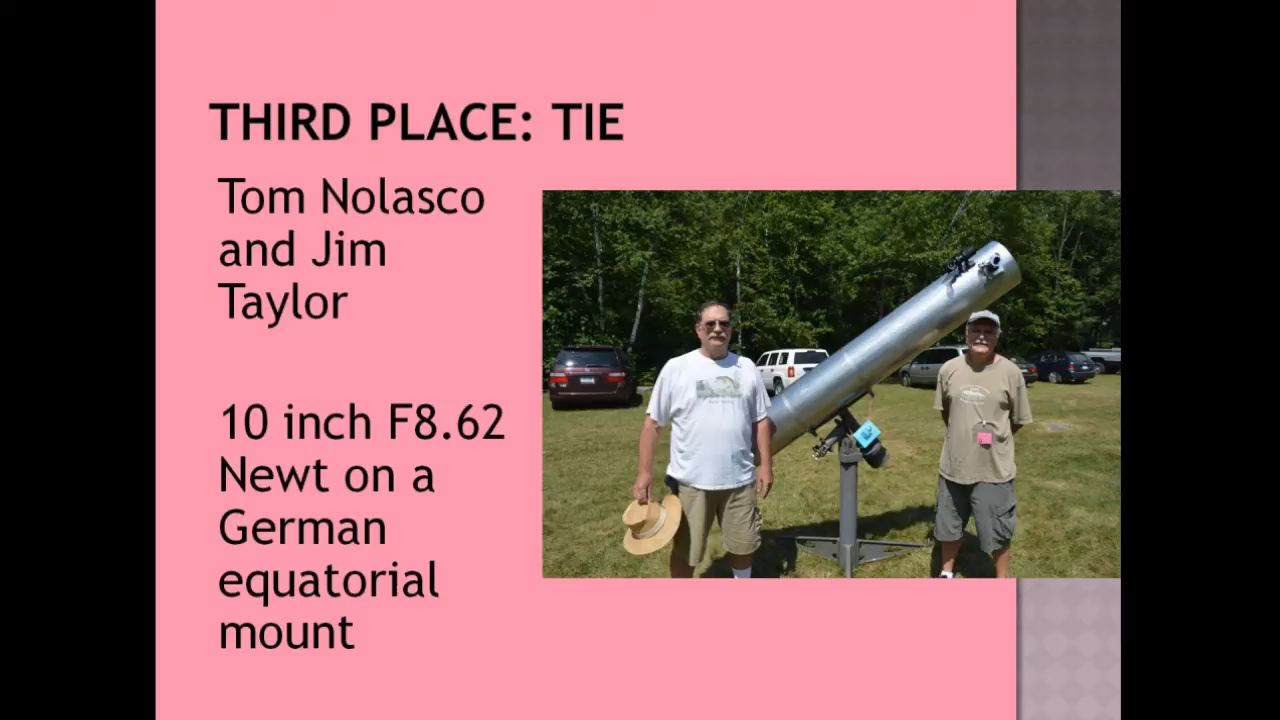 THIRD PLACE: TIE
Tom Nolasco
and Jim
Taylor
10 inch F8.62
Newt on a
German
equatorial
mount